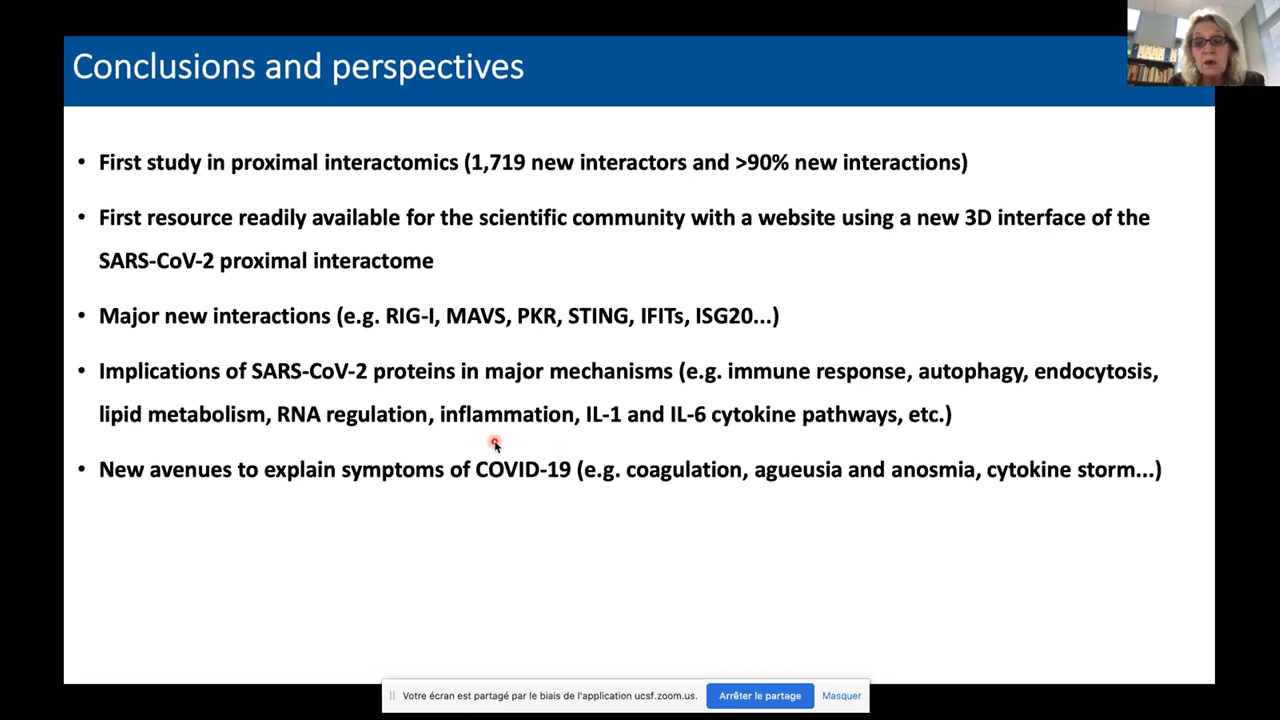 Conclusions and perspectives
• First study in proximal interactomics (1,719 new interactors and >90% new interactions)
• First resource readily available for the scientific community with a website using a new 3D interface of the
SARS-CoV-2 proximal interactome
• Major new interactions (e.g. RIG-I, MAVS, PKR, STING, IFITs, ISG20...)
• Implications of SARS-CoV-2 proteins in major mechanisms (e.g. immune response, autophagy, endocytosis,
lipid metabolism, RNA regulation, inflammation, IL-1 and IL-6 cytokine pathways, etc.)
• New avenues to explain symptoms of COVID-19 (e.g. coagulation, agueusia and anosmia, cytokine storm...)
Votre écran est partagé par le biais de l'application ucsf.zoom.us. Arrêter le partage Masquer